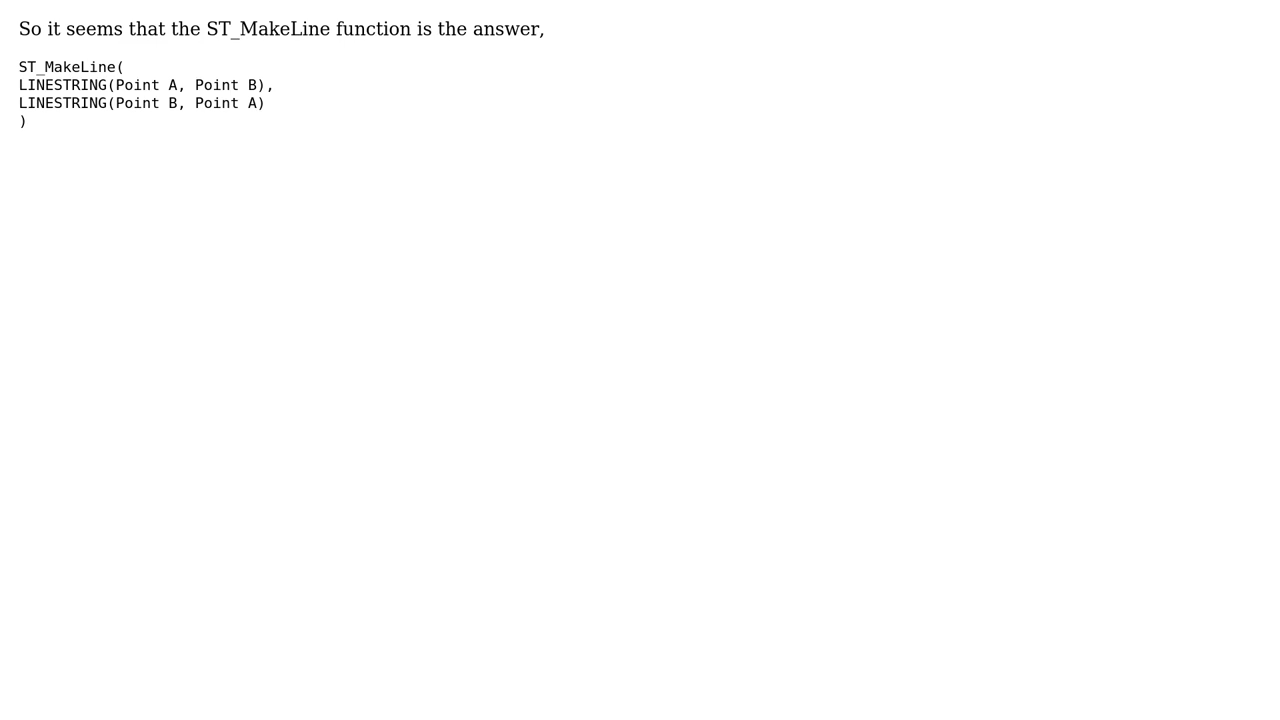 So it seems that the ST_MakeLine function is the answer,
ST_MakeLine(
LINESTRING(Point A, Point B),
LINESTRING(Point B, Point A)
)